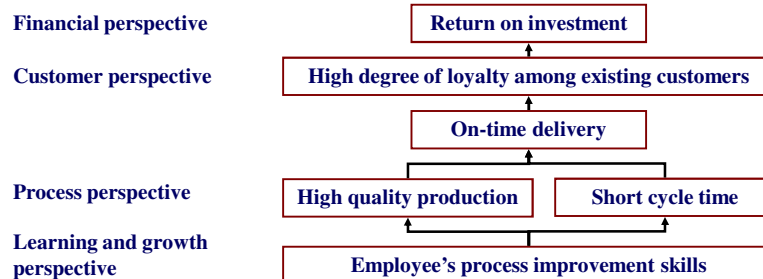 Financial perspective
Return on investment
Customer perspective
High degree of loyalty among existing customers
On-time delivery
Process perspective
High quality production
Short cycle time
Learning and growth
perspective
Employee’s process improvement skills